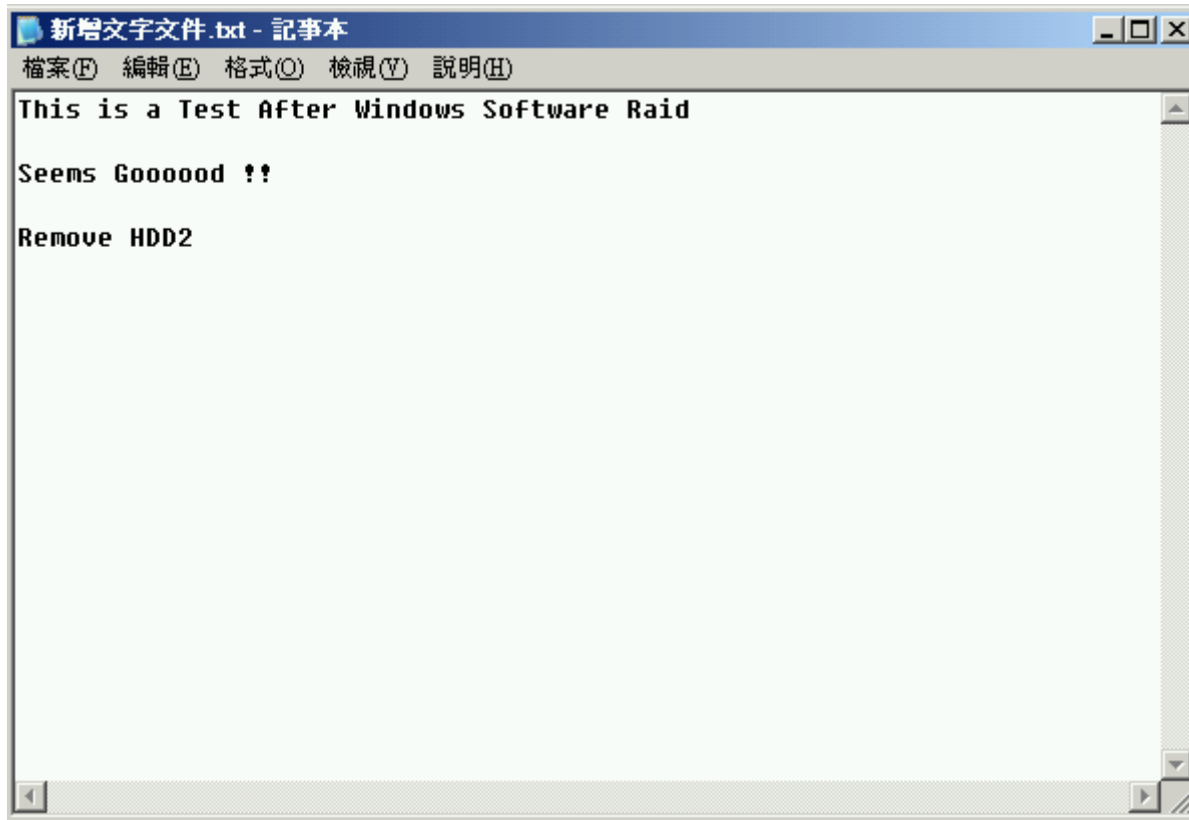 新增文字文件.txt - 記事本
檔案(F) 編輯(E) 格式(O) 檢視(V) 說明(H)
This is a Test After Windows Software Raid
Seems Goooood !!
Remove HDD2